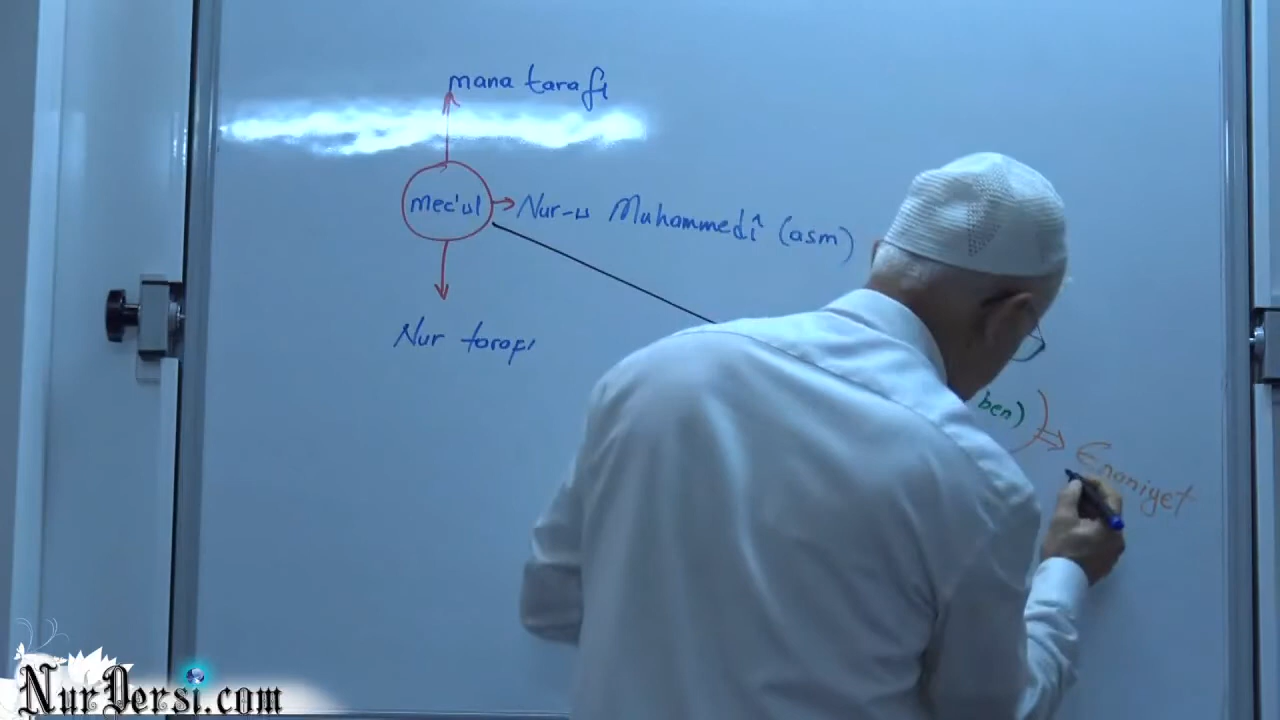 mana tarafı
mec'ul
Nur-u Muhammedî (asm)
Nur tarafı
ben)
Enaniyet
NurDersi.com